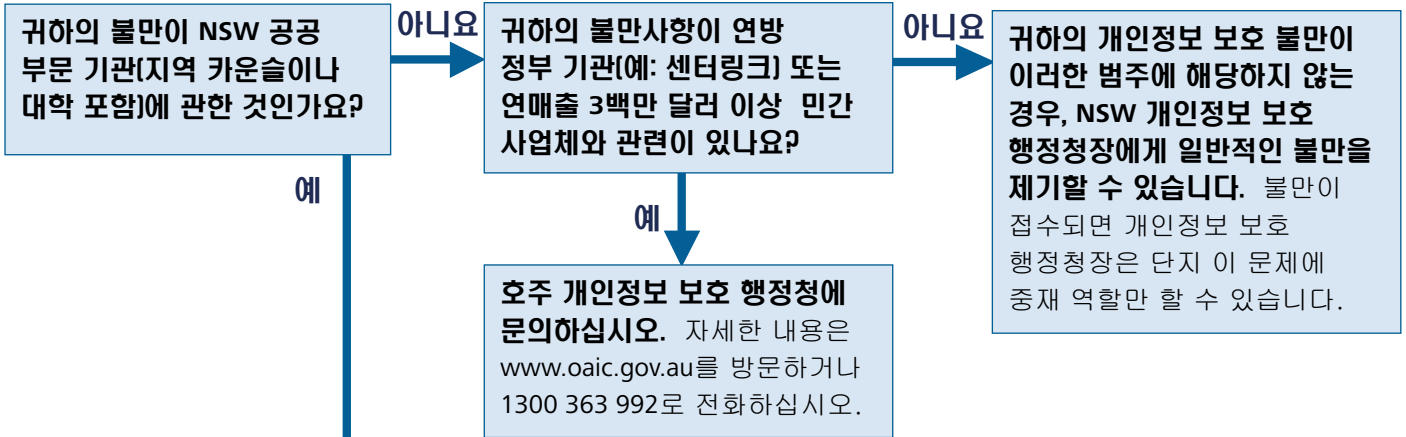 귀하의 불만이 NSW 공공
부문 기관(지역 카운슬이나
대학 포함)에 관한 것인가요?
아니요
귀하의 불만사항이 연방
정부 기관(예: 센터링크) 또는
연매출 3백만 달러 이상 민간
사업체와 관련이 있나요?
아니요
귀하의 개인정보 보호 불만이
이러한 범주에 해당하지 않는
경우, NSW 개인정보 보호
행정청장에게 일반적인 불만을
제기할 수 있습니다. 불만이
접수되면 개인정보 보호
행정청장은 단지 이 문제에
중재 역할만 할 수 있습니다.
예
예
호주 개인정보 보호 행정청에
문의하십시오. 자세한 내용은
www.oaic.gov.au를 방문하거나
1300 363 992로 전화하십시오.